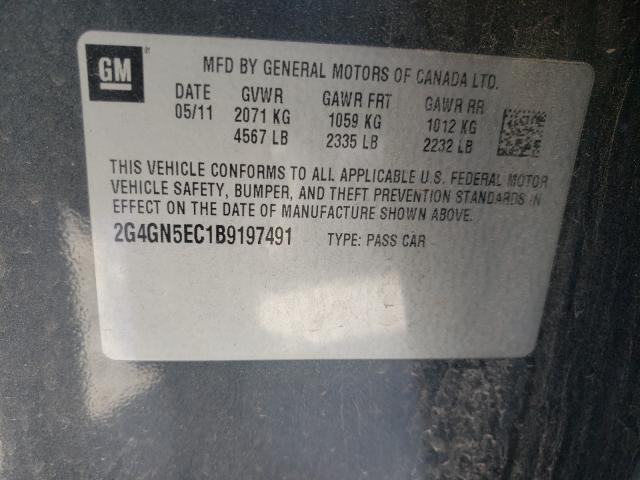 GM
MFD BY GENERAL MOTORS OF CANADA LTD.
DATE GVWR GAWR FRT GAWR RR
05/11 2071 KG 1059 KG 1012 KG
4567 LB 2335 LB 2232 LB
THIS VEHICLE CONFORMS TO ALL APPLICABLE U.S. FEDERAL MOTOR
VEHICLE SAFETY, BUMPER, AND THEFT PREVENTION STANDARDS IN
EFFECT ON THE DATE OF MANUFACTURE SHOWN ABOVE.
2G4GN5EC1B9197491 TYPE: PASS CAR